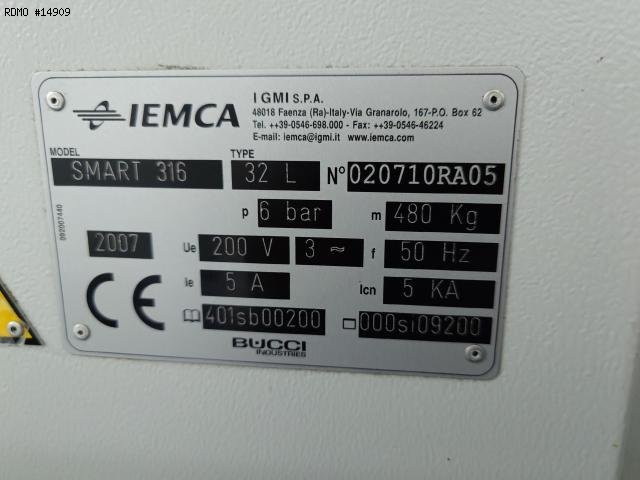 RDMO #14909
IEMCA
I GMI S.P.A.
48018 Faenza (Ra)-Italy-Via Granarolo, 167-P.O. Box 62
Tel. ++39-0546-698.000 - Fax.++39-0546-46224
E-mail: iemca@igmi.it www.iemca.com
MODEL SMART 316 TYPE 32 L N° 020710RA05
p 6 bar m 480 Kg
2007 Ue 200 V 3 ≃ f 50 Hz
CE Ie 5 A Icn 5 KA
401sb00200 000si09200
BUCCI
INDUSTRIES
092007440